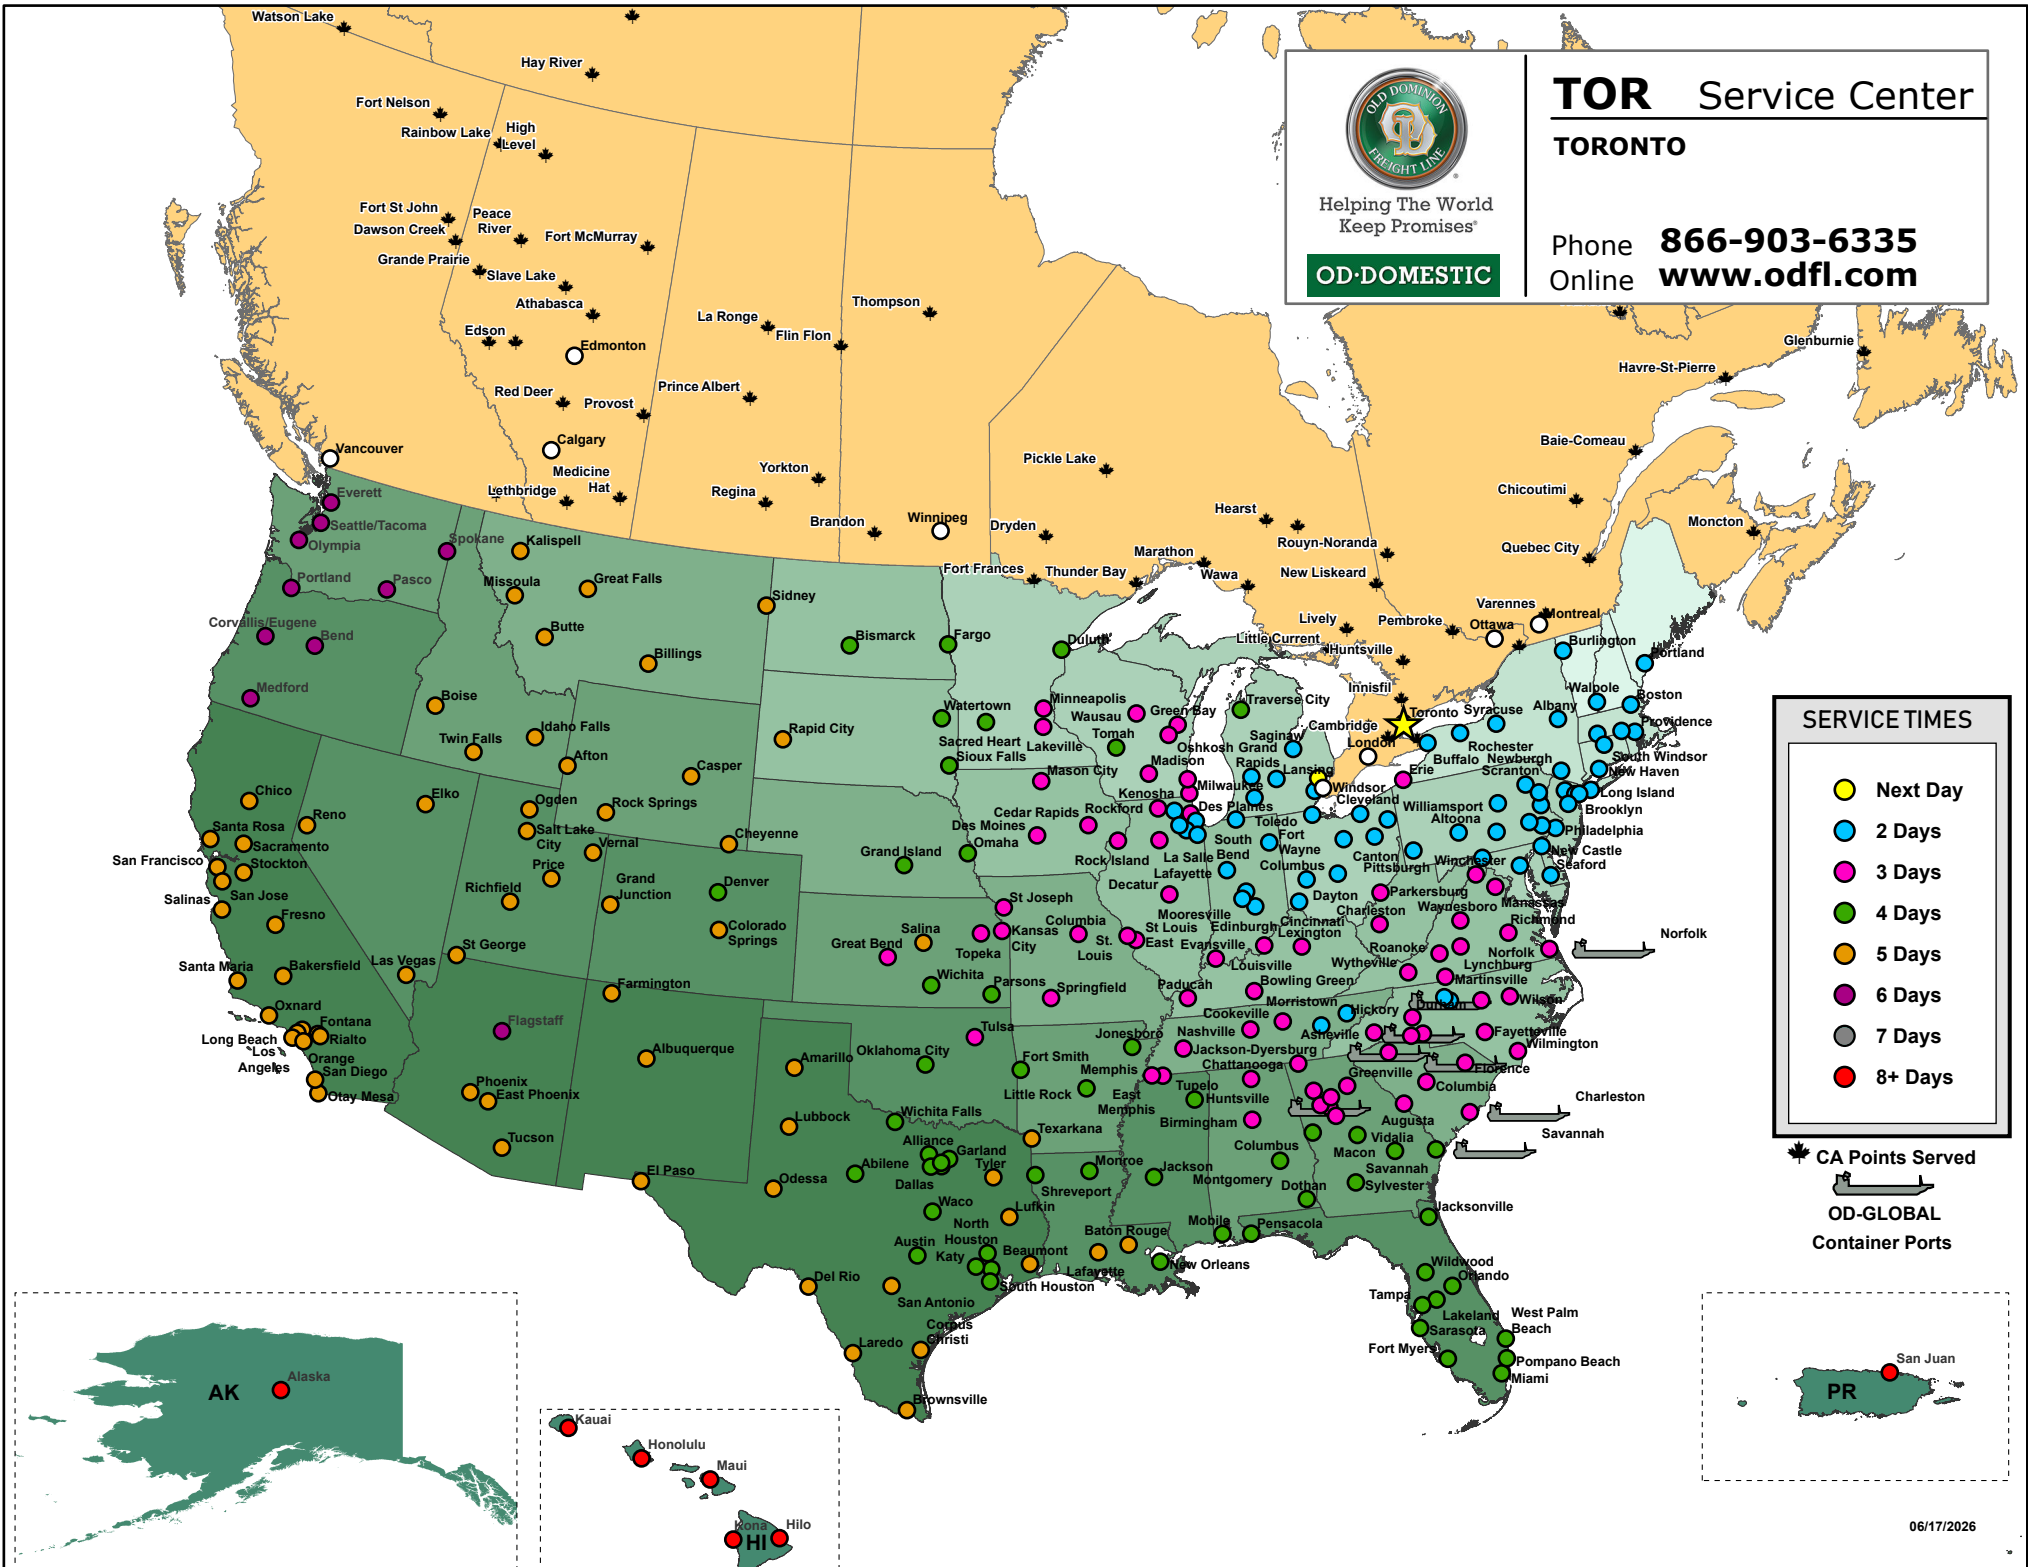 TOR Service Center
TORONTO
Phone 866-903-6335
Online www.odfl.com
OLD DOMINION
FREIGHT LINE
Helping The World
Keep Promises®
OD·DOMESTIC
Watson Lake
Hay River
Fort Nelson
Rainbow Lake
High
Level
Fort St John
Dawson Creek
Peace
River
Fort McMurray
Grande Prairie
Slave Lake
Athabasca
Edson
Edmonton
La Ronge
Flin Flon
Thompson
Red Deer
Provost
Prince Albert
Calgary
Medicine
Hat
Lethbridge
Vancouver
Yorkton
Regina
Brandon
Winnipeg
Pickle Lake
Dryden
Hearst
Rouyn-Noranda
Marathon
Fort Frances
Thunder Bay
Wawa
New Liskeard
Glenburnie
Havre-St-Pierre
Baie-Comeau
Chicoutimi
Moncton
Quebec City
Varennes
Montreal
Ottawa
Pembroke
Lively
Little Current
Huntsville
Innisfil
Toronto
Cambridge
London
Windsor
Everett
Seattle/Tacoma
Olympia
Spokane
Portland
Pasco
Corvallis/Eugene
Bend
Medford
Kalispell
Missoula
Great Falls
Butte
Billings
Sidney
Boise
Idaho Falls
Twin Falls
Afton
Casper
Rapid City
Bismarck
Fargo
Duluth
Watertown
Sacred Heart
Sioux Falls
Minneapolis
Lakeville
Mason City
Wausau
Tomah
Green Bay
Oshkosh
Madison
Milwaukee
Kenosha
Traverse City
Saginaw
Grand
Rapids
Lansing
Chico
Reno
Elko
Ogden
Salt Lake
City
Rock Springs
Vernal
Cheyenne
Santa Rosa
Sacramento
San Francisco
Stockton
San Jose
Salinas
Fresno
Price
Richfield
Grand
Junction
Denver
Colorado
Springs
St George
Las Vegas
Santa Maria
Bakersfield
Oxnard
Fontana
Long Beach
Rialto
Los
Angeles
Orange
San Diego
Otay Mesa
Farmington
Flagstaff
Albuquerque
Phoenix
East Phoenix
Tucson
El Paso
Amarillo
Lubbock
Odessa
Grand Island
Omaha
Des Moines
Cedar Rapids
Rockford
Rock Island
La Salle
Des Plaines
South
Bend
Lafayette
Decatur
Fort
Wayne
Toledo
Cleveland
Erie
Buffalo
Rochester
Syracuse
Albany
Burlington
Portland
Walpole
Boston
Providence
South Windsor
New Haven
Newburgh
Scranton
Long Island
Brooklyn
Williamsport
Altoona
Philadelphia
New Castle
Seaford
Canton
Pittsburgh
Columbus
Dayton
Cincinnati
Winchester
Manassas
Parkersburg
Charleston
Waynesboro
Richmond
Norfolk
Norfolk
Roanoke
Lynchburg
Wytheville
Martinsville
St Joseph
Kansas
City
Topeka
Salina
Great Bend
Wichita
Parsons
Columbia
St.
Louis
St Louis
East
Springfield
Mooresville
Edinburgh
Evansville
Louisville
Lexington
Bowling Green
Paducah
Morristown
Cookeville
Nashville
Jackson-Dyersburg
Chattanooga
Hickory
Asheville
Durham
Wilson
Fayetteville
Wilmington
Florence
Greenville
Columbia
Charleston
Augusta
Savannah
Tulsa
Oklahoma City
Fort Smith
Jonesboro
Memphis
East
Memphis
Little Rock
Tupelo
Huntsville
Birmingham
Wichita Falls
Texarkana
Alliance
Garland
Dallas
Tyler
Abilene
Waco
Lufkin
North
Houston
Katy
Austin
Beaumont
South Houston
San Antonio
Del Rio
Laredo
Corpus
Christi
Brownsville
Monroe
Shreveport
Jackson
Baton Rouge
Lafayette
New Orleans
Mobile
Pensacola
Montgomery
Columbus
Dothan
Macon
Vidalia
Savannah
Sylvester
Jacksonville
Wildwood
Orlando
Tampa
Lakeland
Sarasota
Fort Myers
West Palm
Beach
Pompano Beach
Miami
SERVICE TIMES
Next Day
2 Days
3 Days
4 Days
5 Days
6 Days
7 Days
8+ Days
CA Points Served
OD-GLOBAL
Container Ports
AK
Alaska
Kauai
Honolulu
Maui
Kona
Hilo
HI
San Juan
PR
06/17/2026